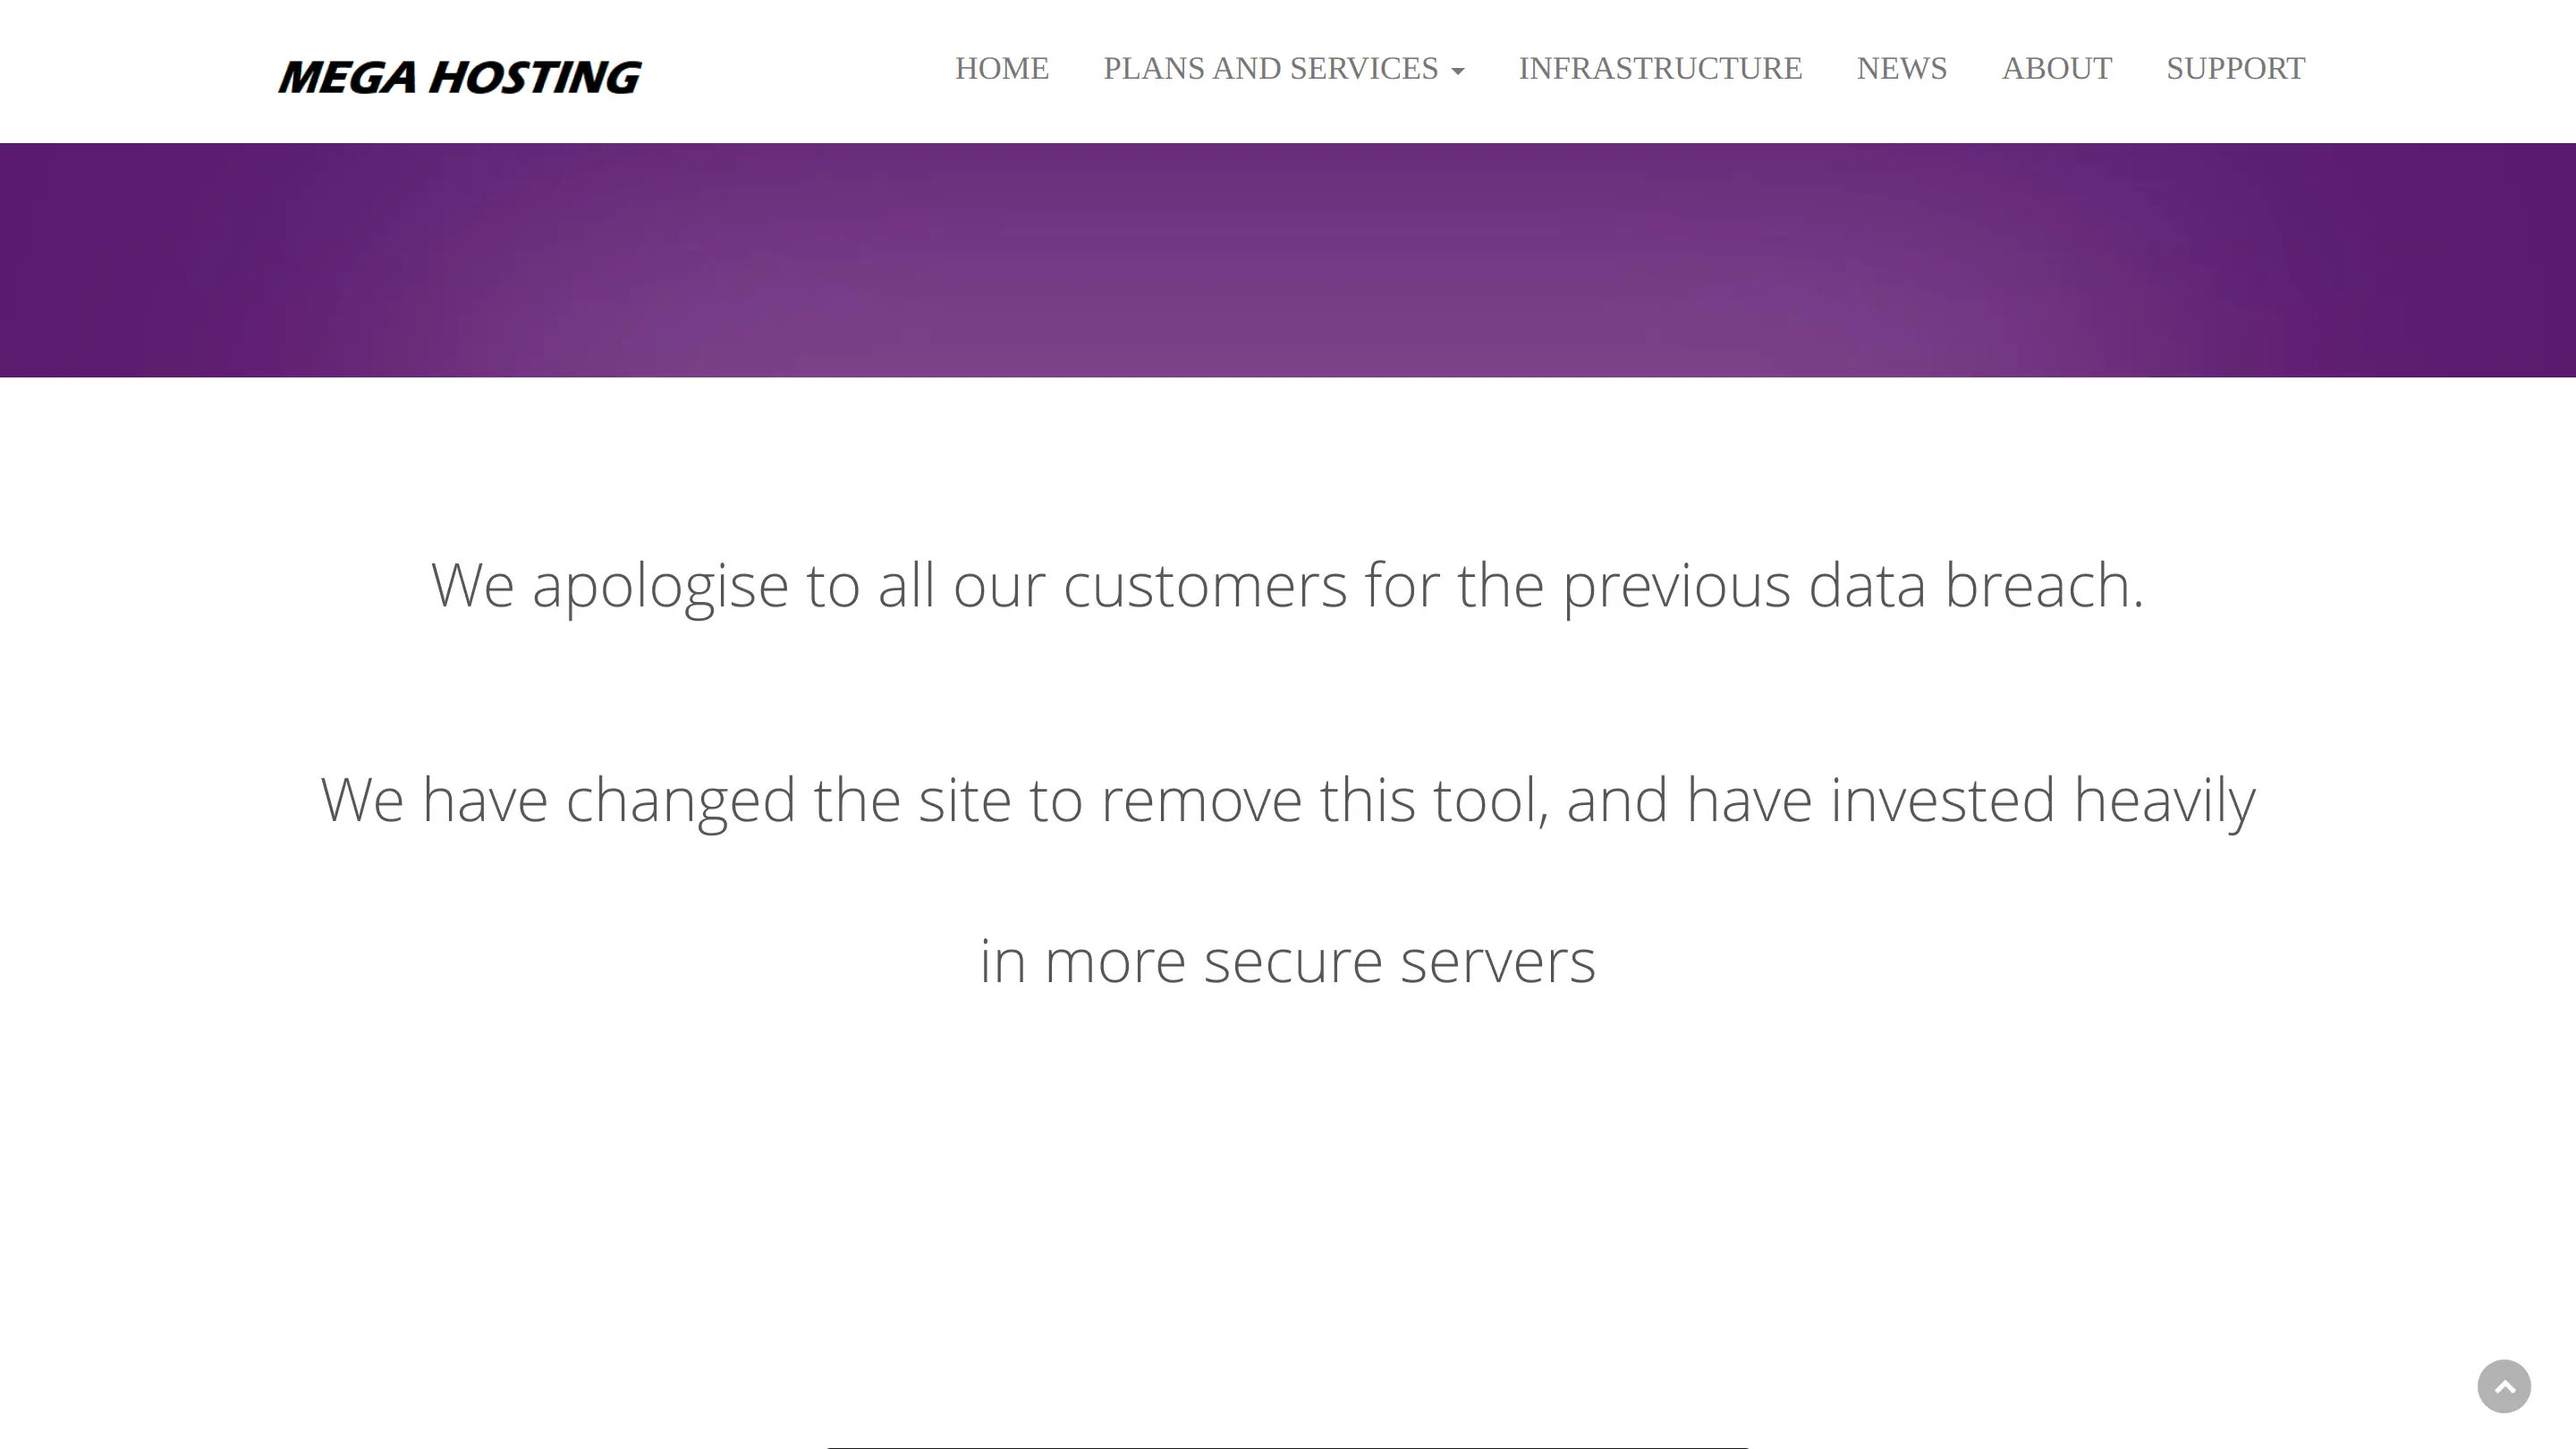 MEGA HOSTING
HOME PLANS AND SERVICES INFRASTRUCTURE NEWS ABOUT SUPPORT
We apologise to all our customers for the previous data breach.
We have changed the site to remove this tool, and have invested heavily
in more secure servers